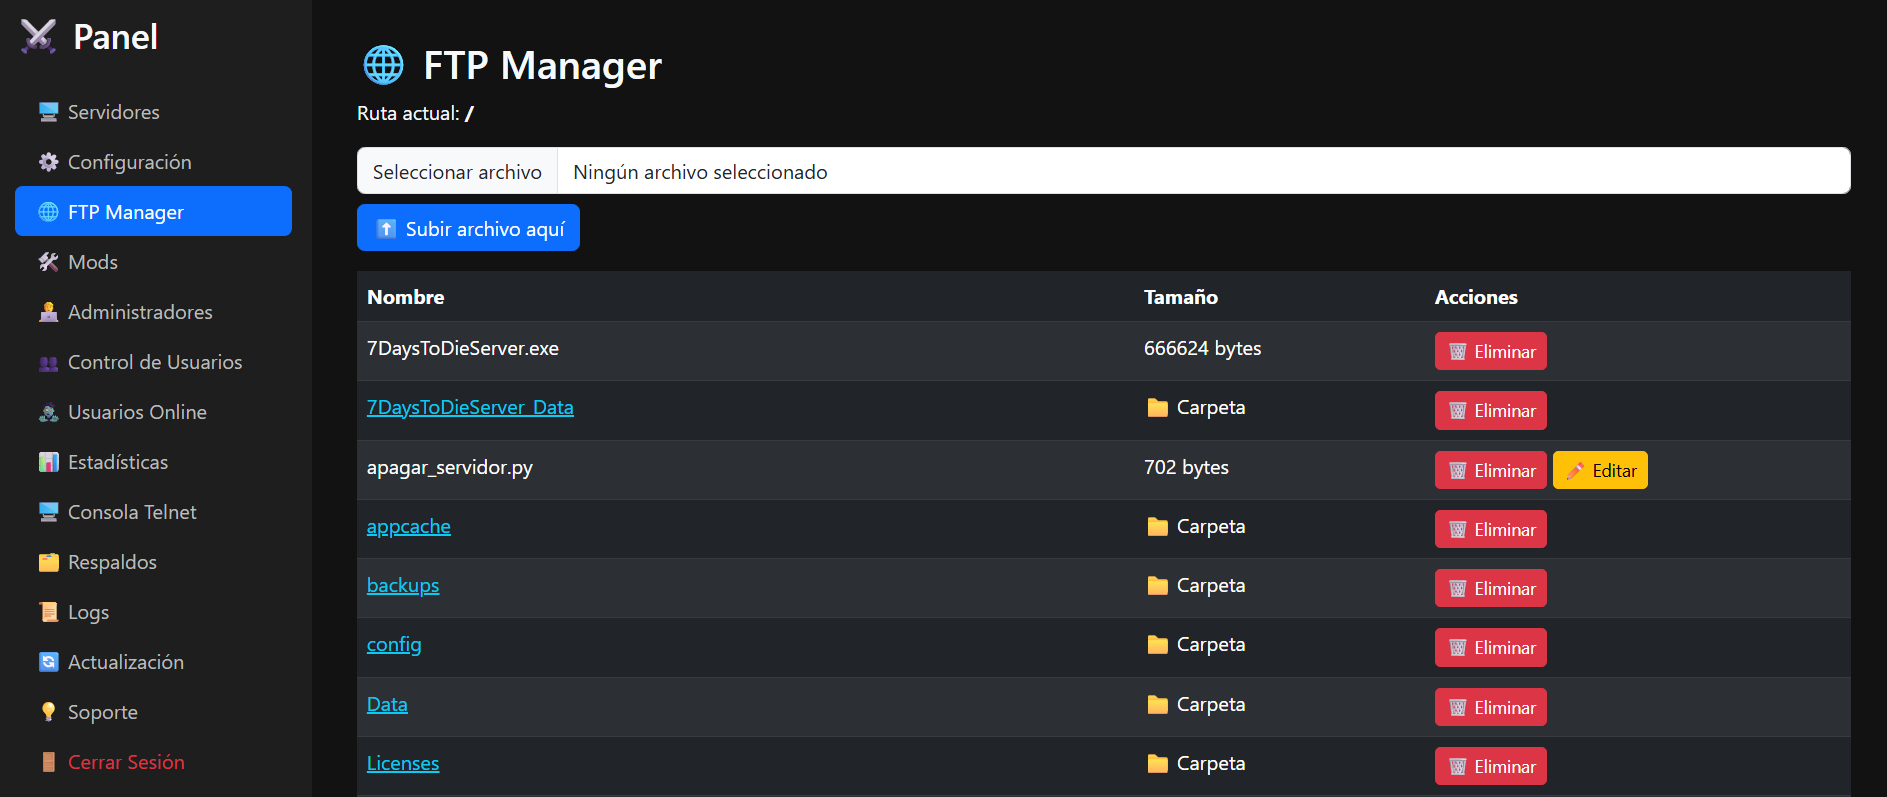 Panel
Servidores
Configuración
FTP Manager
Mods
Administradores
Control de Usuarios
Usuarios Online
Estadísticas
Consola Telnet
Respaldos
Logs
Actualización
Soporte
Cerrar Sesión
FTP Manager
Ruta actual: /
Seleccionar archivo Ningún archivo seleccionado
Subir archivo aquí
Nombre Tamaño Acciones
7DaysToDieServer.exe 666624 bytes Eliminar
7DaysToDieServer_Data Carpeta Eliminar
apagar_servidor.py 702 bytes Eliminar Editar
appcache Carpeta Eliminar
backups Carpeta Eliminar
config Carpeta Eliminar
Data Carpeta Eliminar
Licenses Carpeta Eliminar